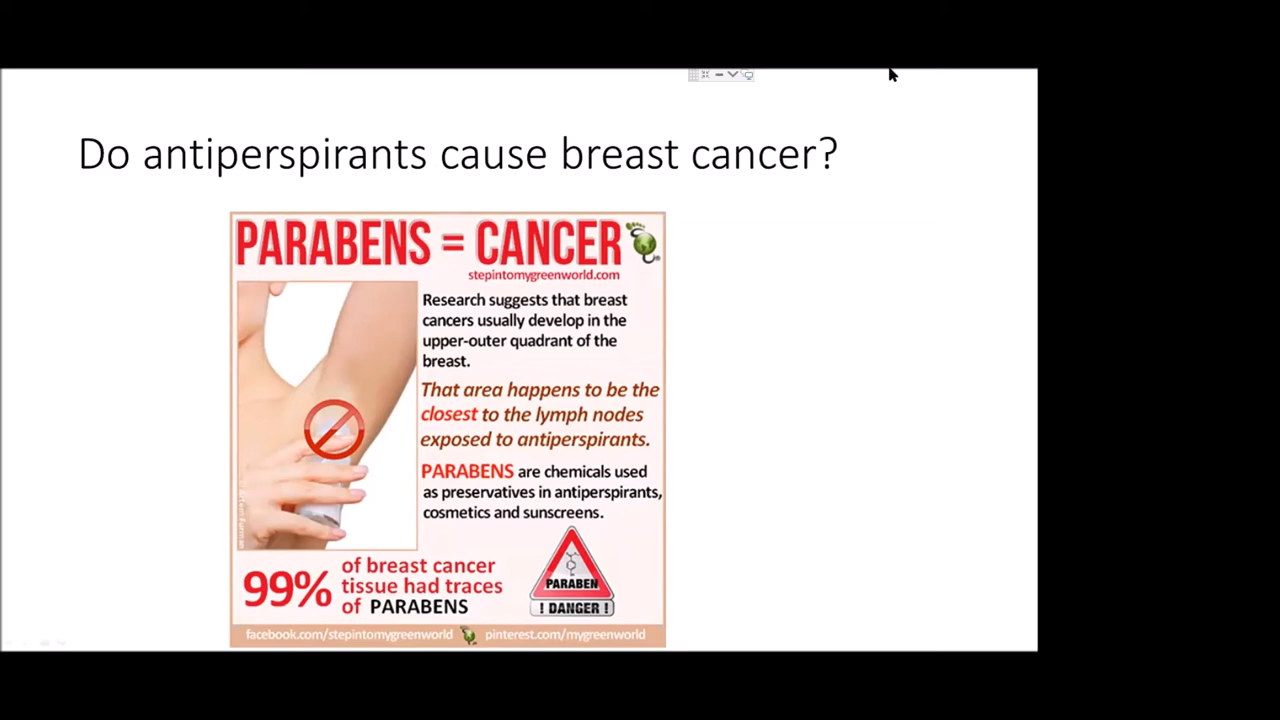 Do antiperspirants cause breast cancer?
PARABENS = CANCER
stepintomygreenworld.com
Research suggests that breast
cancers usually develop in the
upper-outer quadrant of the
breast.
That area happens to be the
closest to the lymph nodes
exposed to antiperspirants.
PARABENS are chemicals used
as preservatives in antiperspirants,
cosmetics and sunscreens.
99%
of breast cancer
tissue had traces
of PARABENS
PARABEN
! DANGER !
facebook.com/stepintomygreenworld
pinterest.com/mygreenworld